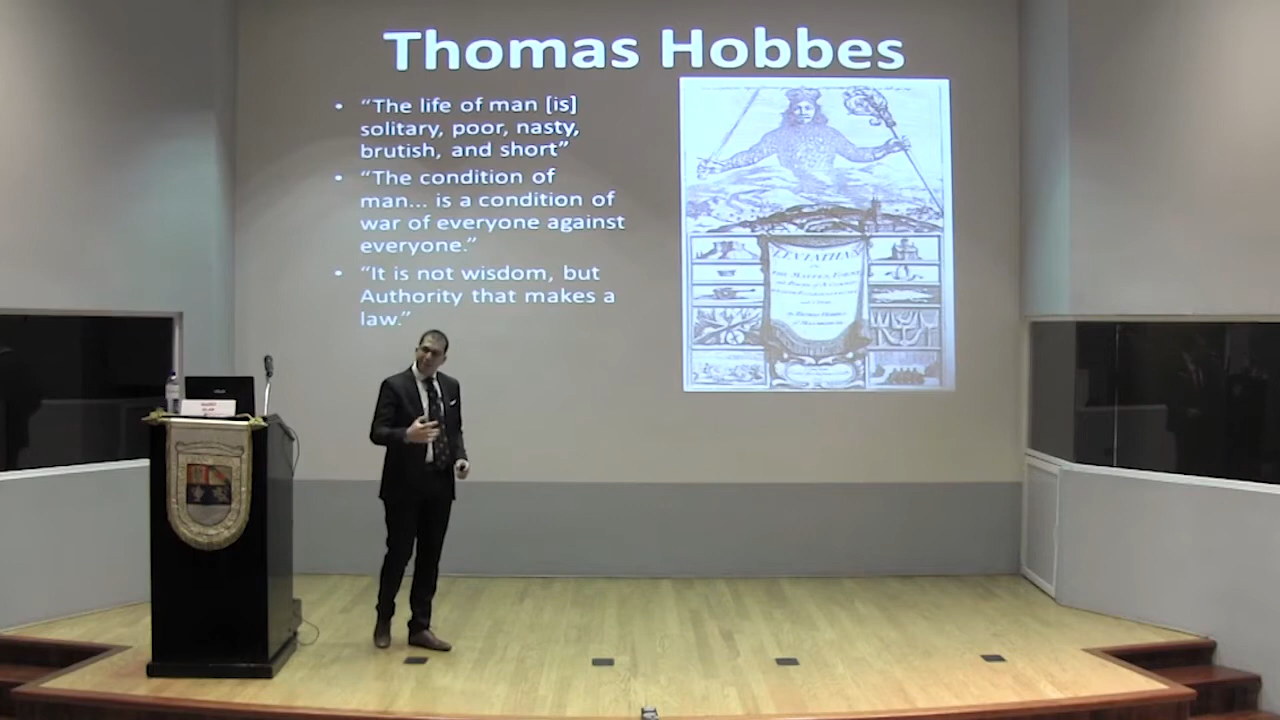 Thomas Hobbes
• “The life of man [is]
solitary, poor, nasty,
brutish, and short”
• “The condition of
man... is a condition of
war of everyone against
everyone.”
• “It is not wisdom, but
Authority that makes a
law.”
LEVIATHAN